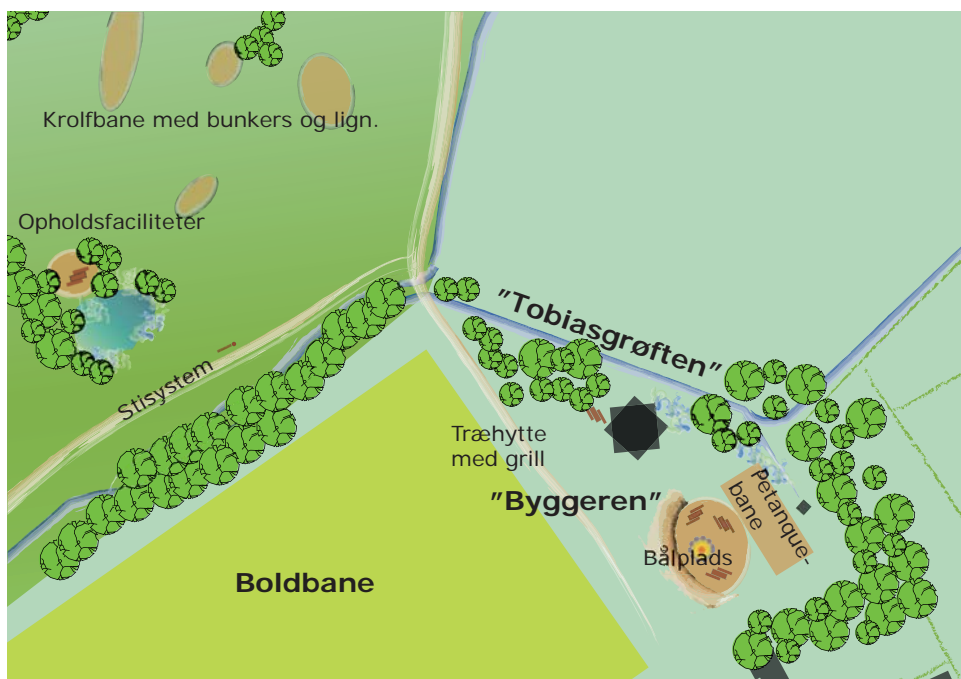 Krolfbane med bunkers og lign.
Opholdsfaciliteter
"Tobiasgrøften"
Stisystem
Træhytte
med grill
"Byggeren"
Petanque-
bane
Bålplads
Boldbane